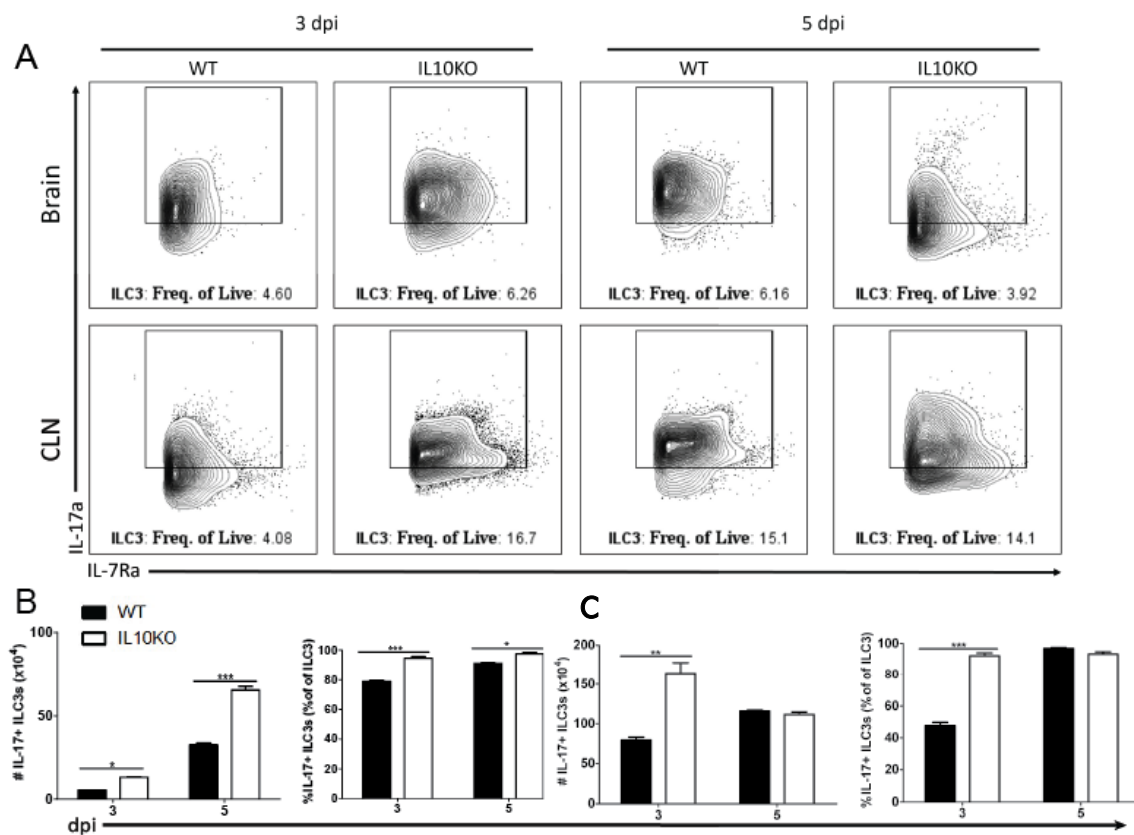 3 dpi 5 dpi
A
WT IL10KO WT IL10KO
Brain
ILC3: Freq. of Live: 4.60
ILC3: Freq. of Live: 6.26
ILC3: Freq. of Live: 6.16
ILC3: Freq. of Live: 3.92
CLN
ILC3: Freq. of Live: 4.08
ILC3: Freq. of Live: 16.7
ILC3: Freq. of Live: 15.1
ILC3: Freq. of Live: 14.1
IL-17a
IL-7Ra
B
WT
IL10KO
# IL-17+ ILC3s (x10⁴)
100
50
0
*
***
3 5
%IL-17+ ILC3s (%of of ILC3)
100
80
60
40
20
0
***
*
3 5
C
# IL-17+ ILC3s (x10⁴)
200
150
100
50
0
**
3 5
% IL-17+ ILC3s (% of of ILC3)
100
80
60
40
20
0
***
3 5
dpi